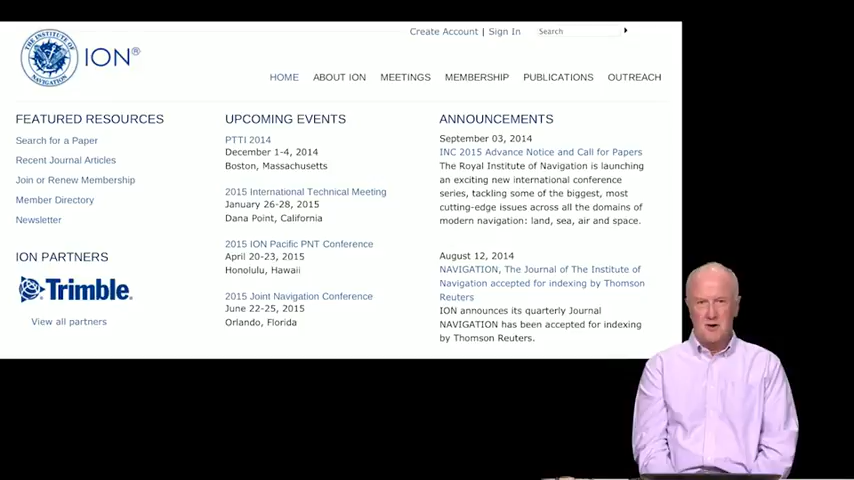 Create Account | Sign In
Search
THE INSTITUTE OF NAVIGATION
ION®
HOME
ABOUT ION
MEETINGS
MEMBERSHIP
PUBLICATIONS
OUTREACH
FEATURED RESOURCES
Search for a Paper
Recent Journal Articles
Join or Renew Membership
Member Directory
Newsletter
ION PARTNERS
Trimble
View all partners
UPCOMING EVENTS
PTTI 2014
December 1-4, 2014
Boston, Massachusetts
2015 International Technical Meeting
January 26-28, 2015
Dana Point, California
2015 ION Pacific PNT Conference
April 20-23, 2015
Honolulu, Hawaii
2015 Joint Navigation Conference
June 22-25, 2015
Orlando, Florida
ANNOUNCEMENTS
September 03, 2014
INC 2015 Advance Notice and Call for Papers
The Royal Institute of Navigation is launching
an exciting new international conference
series, tackling some of the biggest, most
cutting-edge issues across all the domains of
modern navigation: land, sea, air and space.
August 12, 2014
NAVIGATION, The Journal of The Institute of
Navigation accepted for indexing by Thomson
Reuters
ION announces its quarterly Journal
NAVIGATION has been accepted for indexing
by Thomson Reuters.